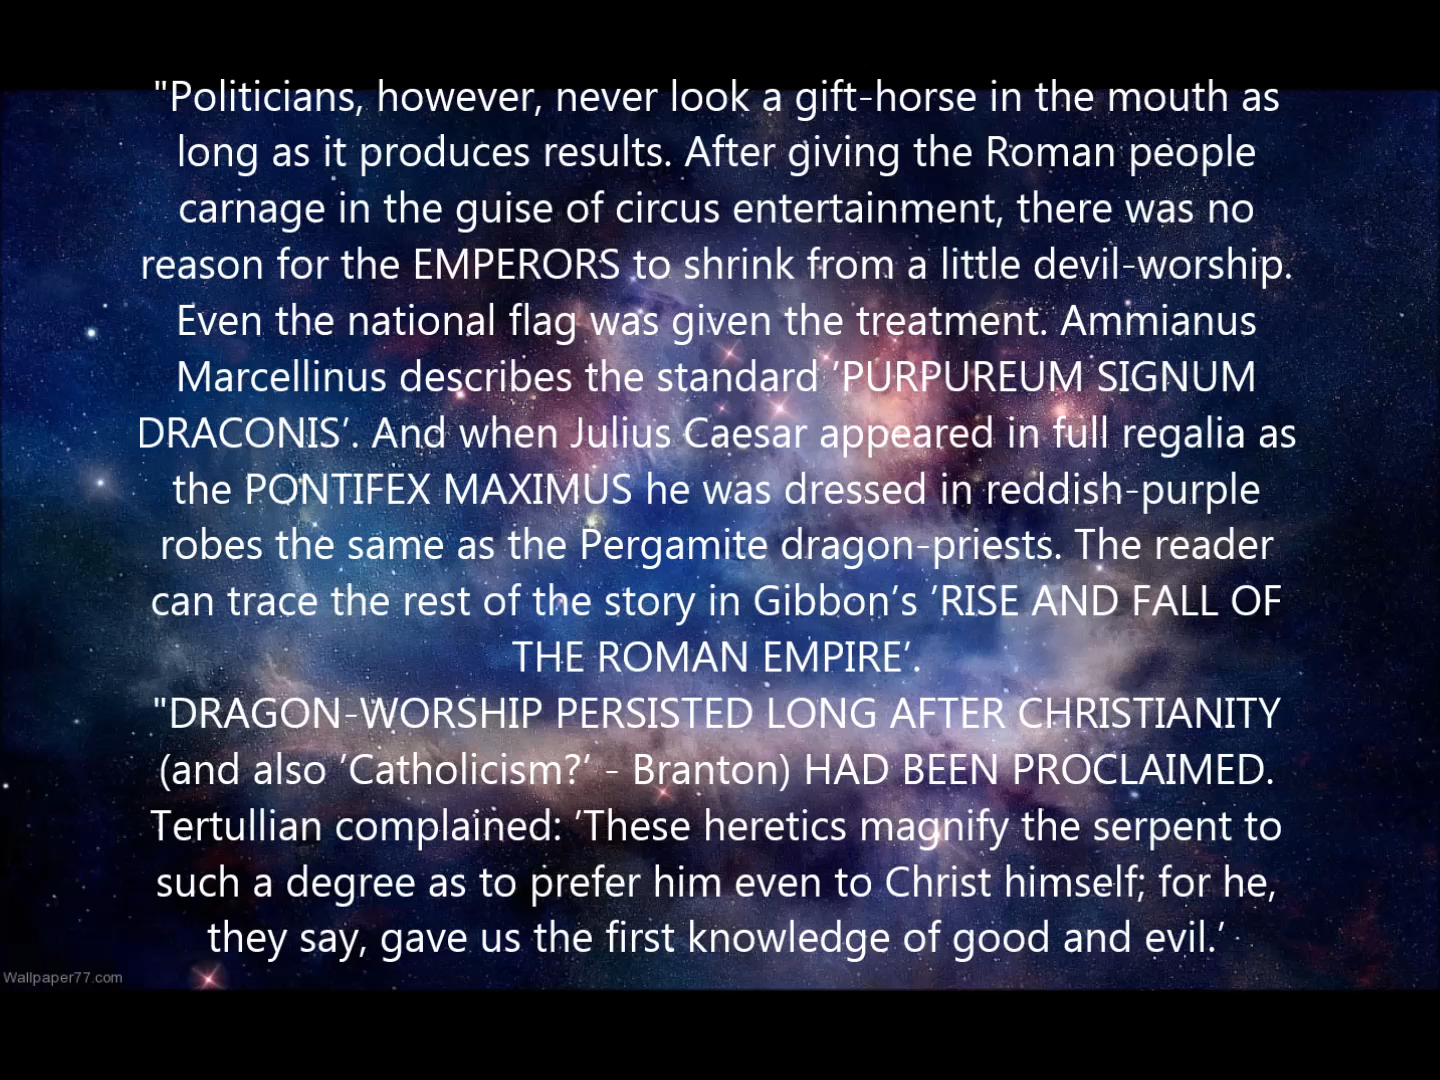 "Politicians, however, never look a gift-horse in the mouth as
long as it produces results. After giving the Roman people
carnage in the guise of circus entertainment, there was no
reason for the EMPERORS to shrink from a little devil-worship.
Even the national flag was given the treatment. Ammianus
Marcellinus describes the standard ’PURPUREUM SIGNUM
DRACONIS’. And when Julius Caesar appeared in full regalia as
the PONTIFEX MAXIMUS he was dressed in reddish-purple
robes the same as the Pergamite dragon-priests. The reader
can trace the rest of the story in Gibbon’s ’RISE AND FALL OF
THE ROMAN EMPIRE’.
"DRAGON-WORSHIP PERSISTED LONG AFTER CHRISTIANITY
(and also ’Catholicism?’ - Branton) HAD BEEN PROCLAIMED.
Tertullian complained: ’These heretics magnify the serpent to
such a degree as to prefer him even to Christ himself; for he,
they say, gave us the first knowledge of good and evil.’
Wallpaper77.com